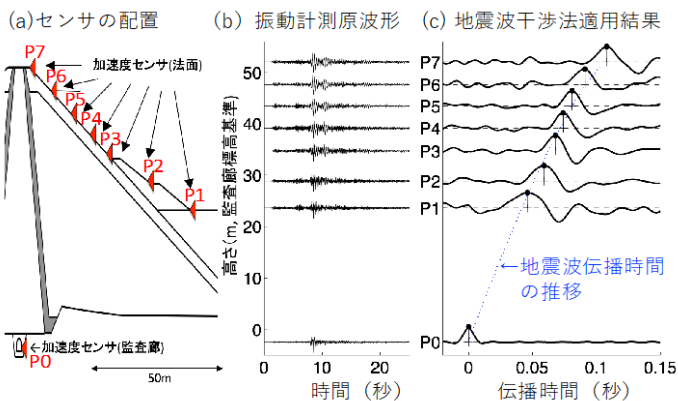 (a)センサの配置
P7
加速度センサ(法面)
P6
P5
P4
P3
P2
P1
←加速度センサ(監査廊)
P0
50m
(b) 振動計測原波形
高さ(m, 監査廊標高基準)
50
40
30
20
10
0
0 5 10 15 20
時間 (秒)
(c) 地震波干渉法適用結果
P7
P6
P5
P4
P3
P2
P1
←地震波伝播時間
の推移
P0
0 0.05 0.1 0.15
伝播時間 (秒)